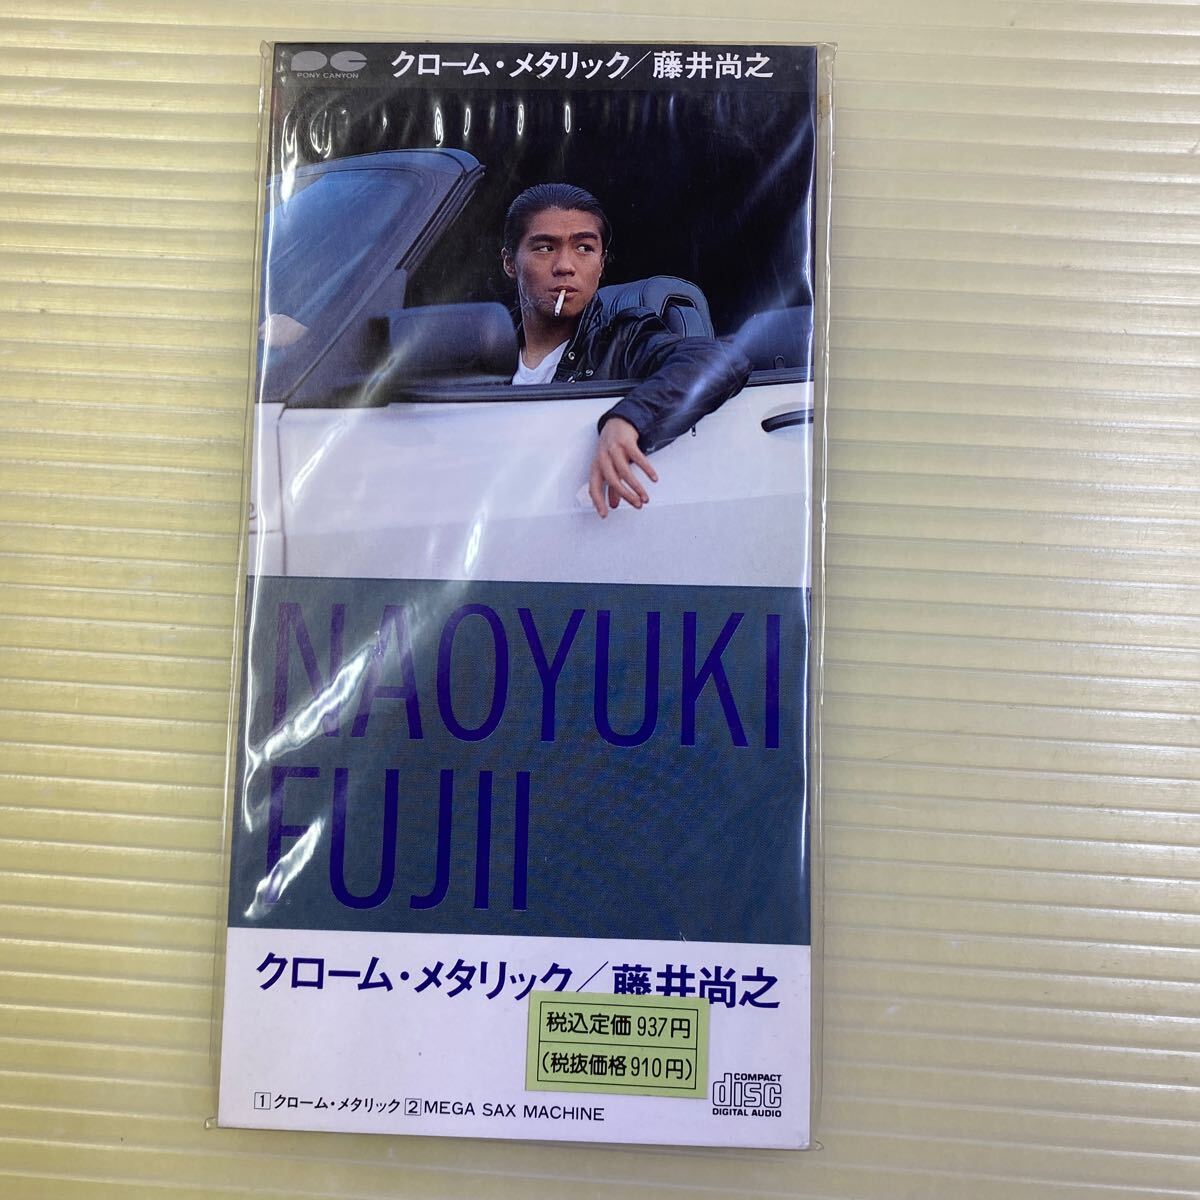 PONY CANYON
クローム・メタリック／藤井尚之
NAOYUKI
FUJII
クローム・メタリック／藤井尚之
税込定価937円
(税抜価格910円)
1 クローム・メタリック 2 MEGA SAX MACHINE
COMPACT
disc
DIGITAL AUDIO